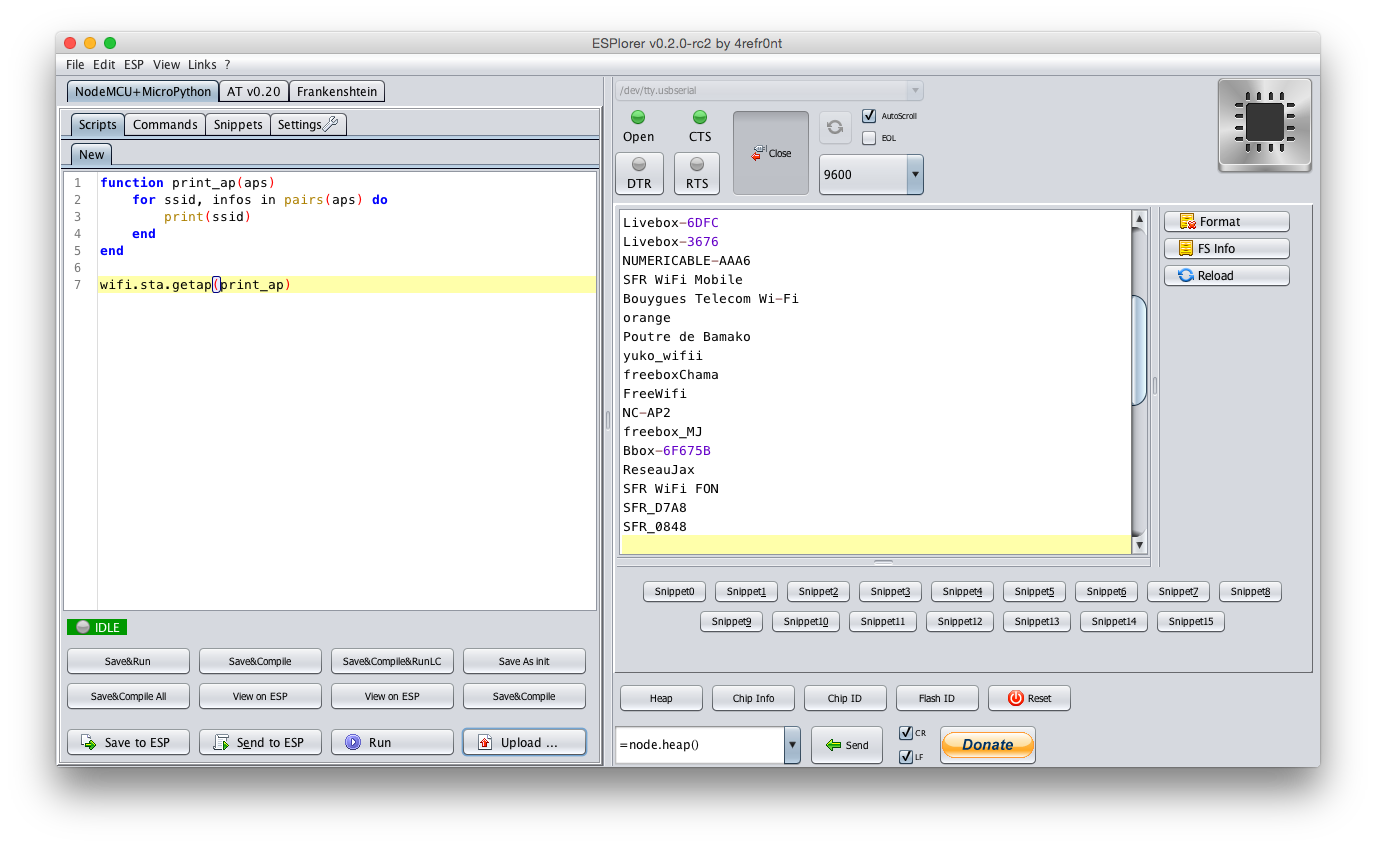 ESPlorer v0.2.0-rc2 by 4refr0nt
File Edit ESP View Links ?
NodeMCU+MicroPython AT v0.20 Frankenshtein
Scripts Commands Snippets Settings
New
1 function print_ap(aps)
2 for ssid, infos in pairs(aps) do
3 print(ssid)
4 end
5 end
6
7 wifi.sta.getap(print_ap)
IDLE
Save&Run Save&Compile Save&Compile&RunLC Save As init
Save&Compile All View on ESP View on ESP Save&Compile
Save to ESP Send to ESP Run Upload ...
/dev/tty.usbserial
Open CTS
DTR RTS
Close
AutoScroll
EOL
9600
Livebox-6DFC
Livebox-3676
NUMERICABLE-AAA6
SFR WiFi Mobile
Bouygues Telecom Wi-Fi
orange
Poutre de Bamako
yuko_wifii
freeboxChama
FreeWifi
NC-AP2
freebox_MJ
Bbox-6F675B
ReseauJax
SFR WiFi FON
SFR_D7A8
SFR_0848
Format
FS Info
Reload
Snippet0 Snippet1 Snippet2 Snippet3 Snippet4 Snippet5 Snippet6 Snippet7 Snippet8
Snippet9 Snippet10 Snippet11 Snippet12 Snippet13 Snippet14 Snippet15
Heap Chip Info Chip ID Flash ID Reset
=node.heap() Send
CR
LF
Donate